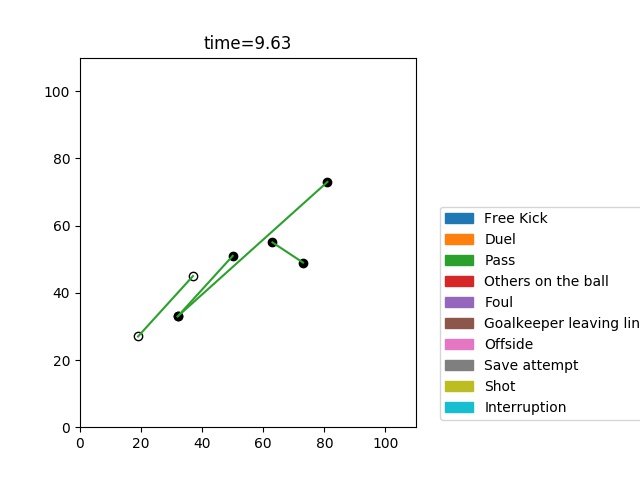 time=9.63
100
80
60
40
20
0
0 20 40 60 80 100
Free Kick
Duel
Pass
Others on the ball
Foul
Goalkeeper leaving lin
Offside
Save attempt
Shot
Interruption